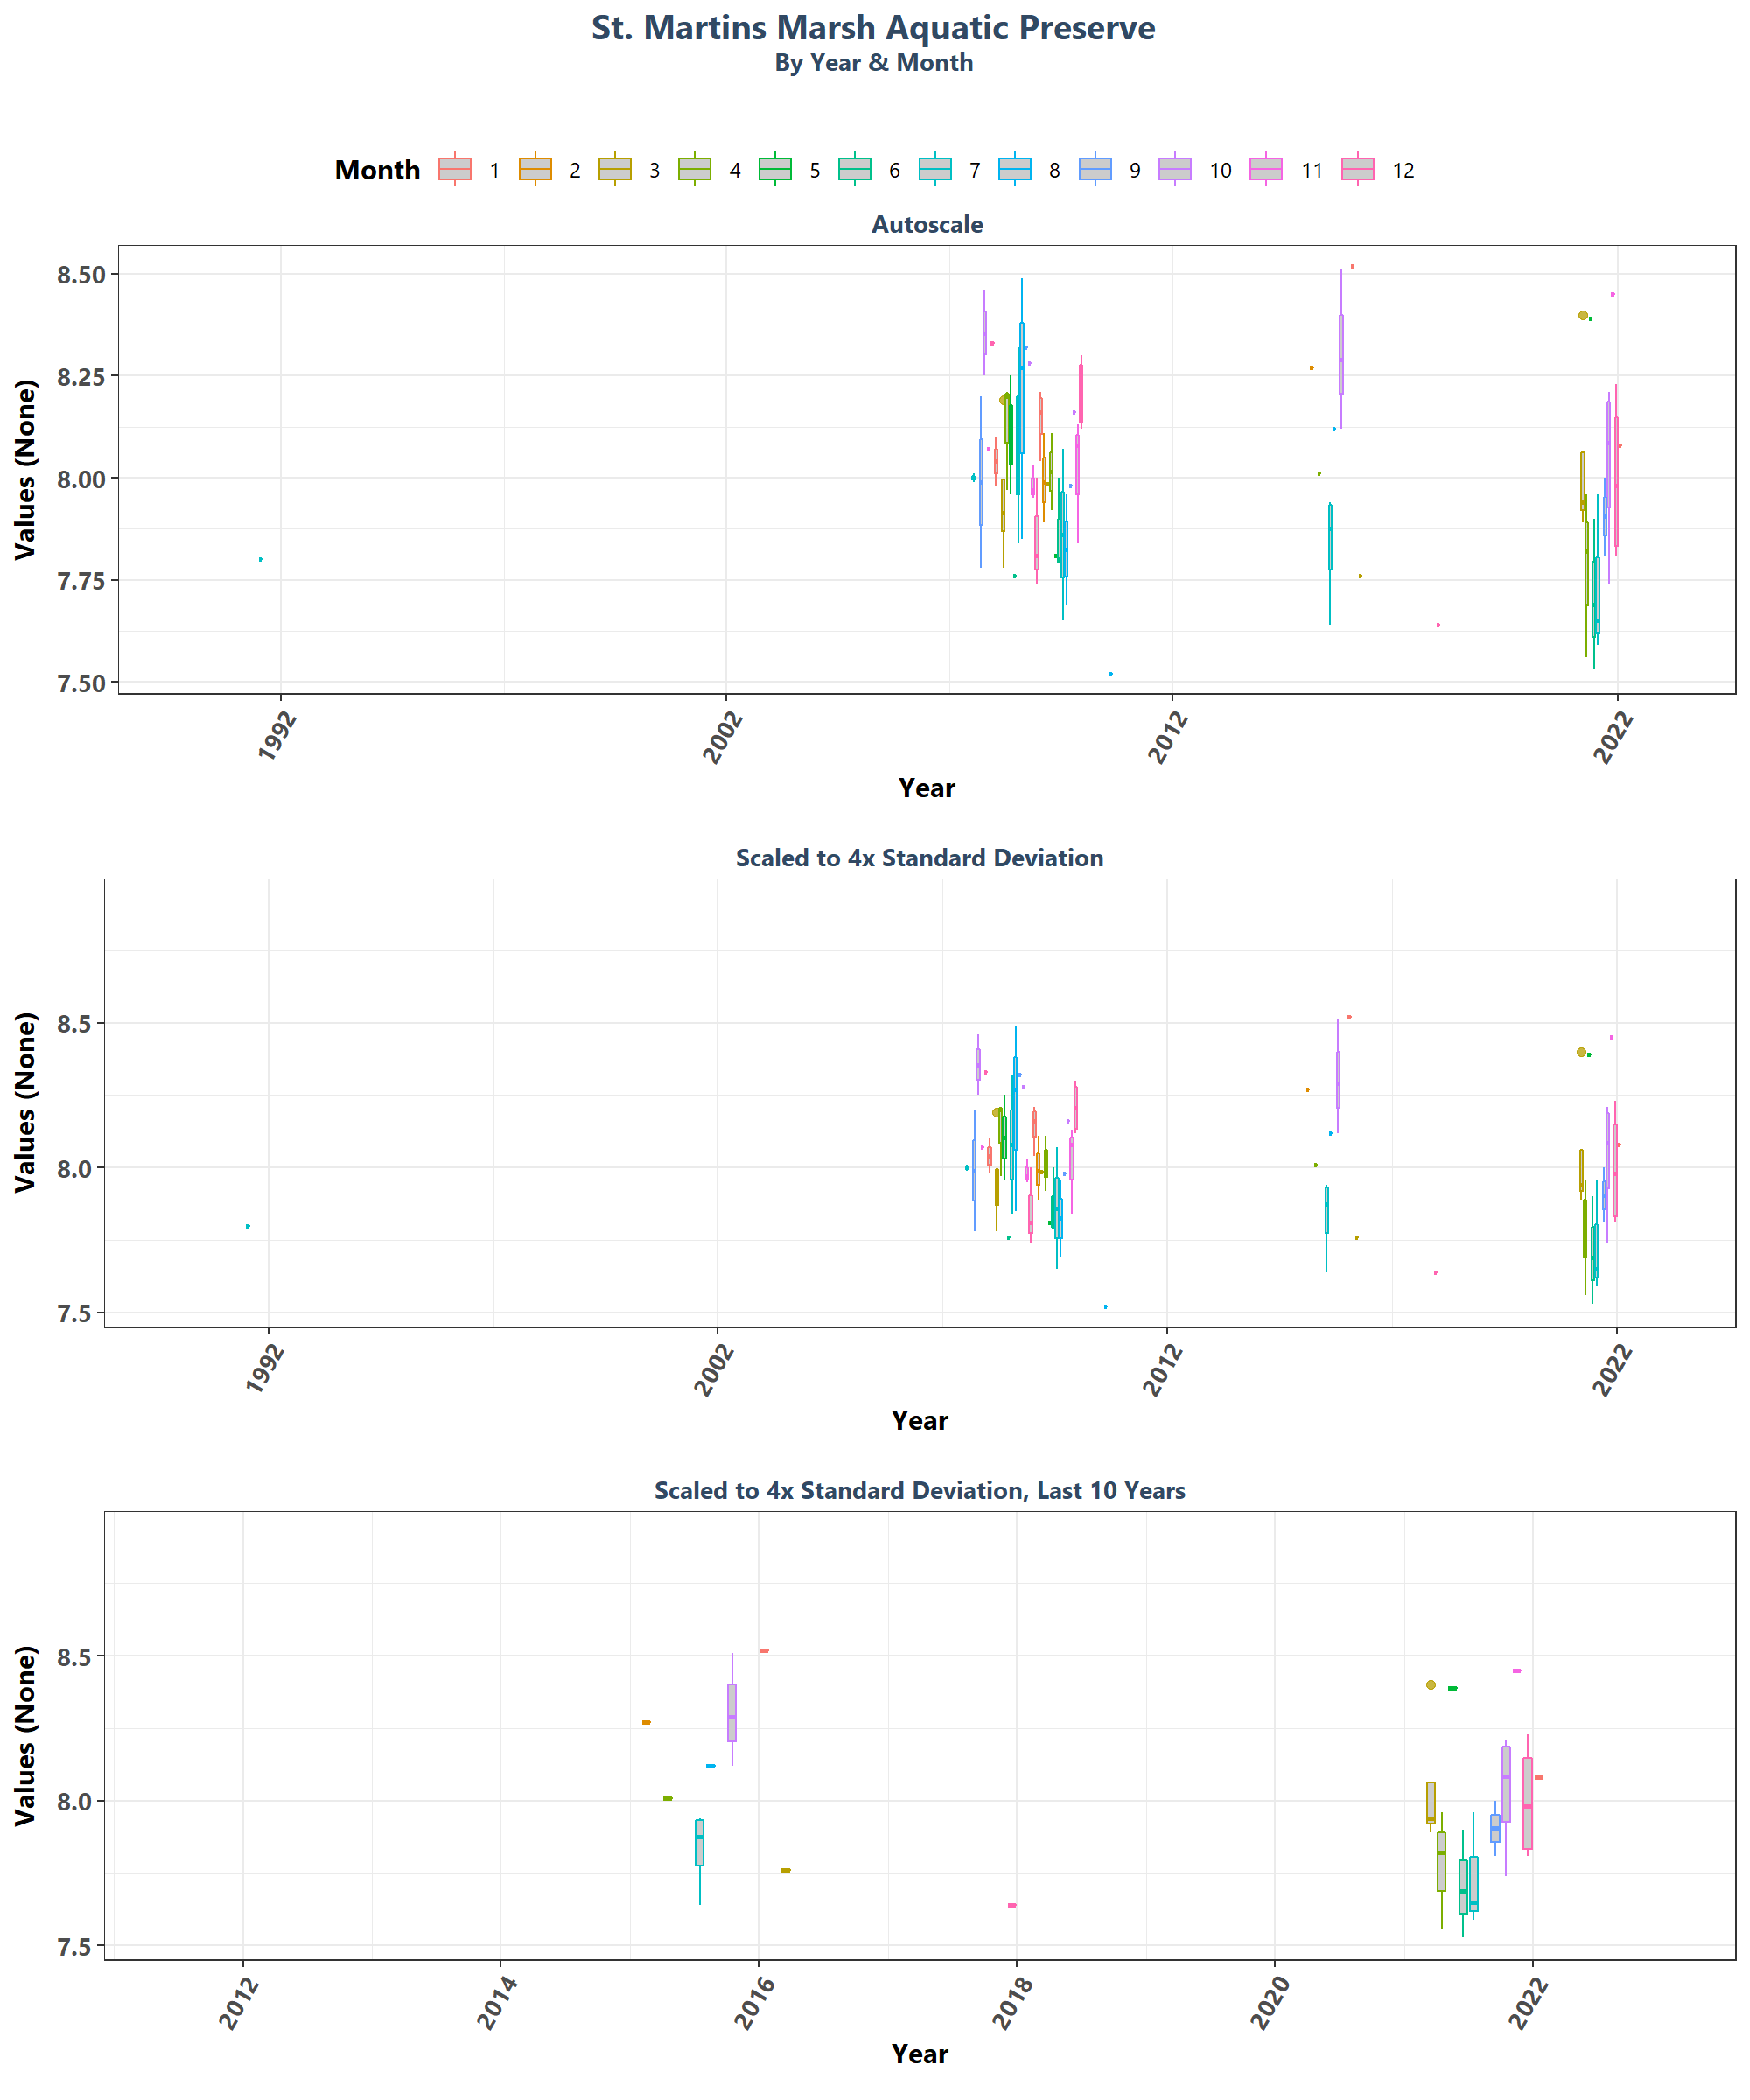 St. Martins Marsh Aquatic Preserve
By Year & Month
Month 1 2 3 4 5 6 7 8 9 10 11 12
Autoscale
Values (None)
8.50
8.25
8.00
7.75
7.50
1992 2002 2012 2022
Year
Scaled to 4x Standard Deviation
Values (None)
8.5
8.0
7.5
1992 2002 2012 2022
Year
Scaled to 4x Standard Deviation, Last 10 Years
Values (None)
8.5
8.0
7.5
2012 2014 2016 2018 2020 2022
Year